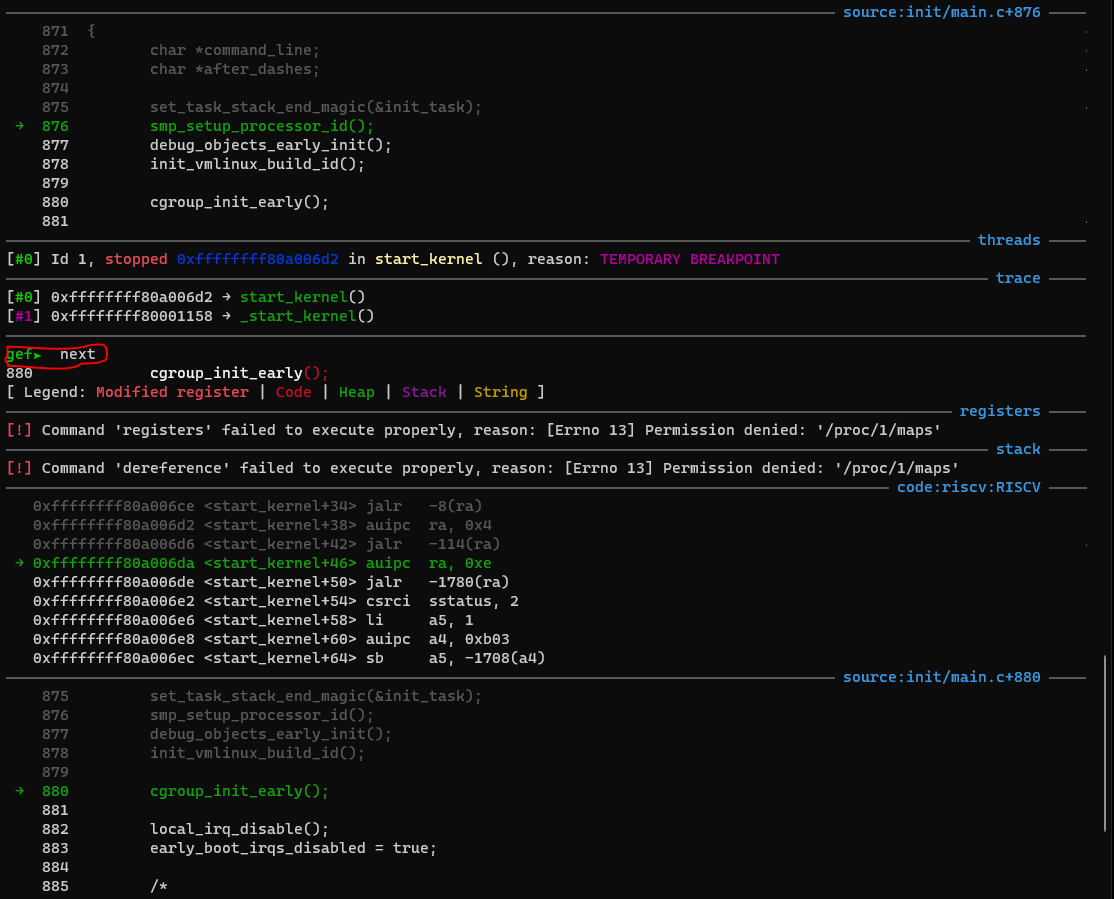 source:init/main.c+876
871 {
872 char *command_line;
873 char *after_dashes;
874
875 set_task_stack_end_magic(&init_task);
→ 876 smp_setup_processor_id();
877 debug_objects_early_init();
878 init_vmlinux_build_id();
879
880 cgroup_init_early();
881
threads
[#0] Id 1, stopped 0xffffffff80a006d2 in start_kernel (), reason: TEMPORARY BREAKPOINT
trace
[#0] 0xffffffff80a006d2 → start_kernel()
[#1] 0xffffffff80001158 → _start_kernel()
gef➤ next
880 cgroup_init_early();
[ Legend: Modified register | Code | Heap | Stack | String ]
registers
[!] Command 'registers' failed to execute properly, reason: [Errno 13] Permission denied: '/proc/1/maps'
stack
[!] Command 'dereference' failed to execute properly, reason: [Errno 13] Permission denied: '/proc/1/maps'
code:riscv:RISCV
0xffffffff80a006ce <start_kernel+34> jalr -8(ra)
0xffffffff80a006d2 <start_kernel+38> auipc ra, 0x4
0xffffffff80a006d6 <start_kernel+42> jalr -114(ra)
→ 0xffffffff80a006da <start_kernel+46> auipc ra, 0xe
0xffffffff80a006de <start_kernel+50> jalr -1780(ra)
0xffffffff80a006e2 <start_kernel+54> csrci sstatus, 2
0xffffffff80a006e6 <start_kernel+58> li a5, 1
0xffffffff80a006e8 <start_kernel+60> auipc a4, 0xb03
0xffffffff80a006ec <start_kernel+64> sb a5, -1708(a4)
source:init/main.c+880
875 set_task_stack_end_magic(&init_task);
876 smp_setup_processor_id();
877 debug_objects_early_init();
878 init_vmlinux_build_id();
879
→ 880 cgroup_init_early();
881
882 local_irq_disable();
883 early_boot_irqs_disabled = true;
884
885 /*